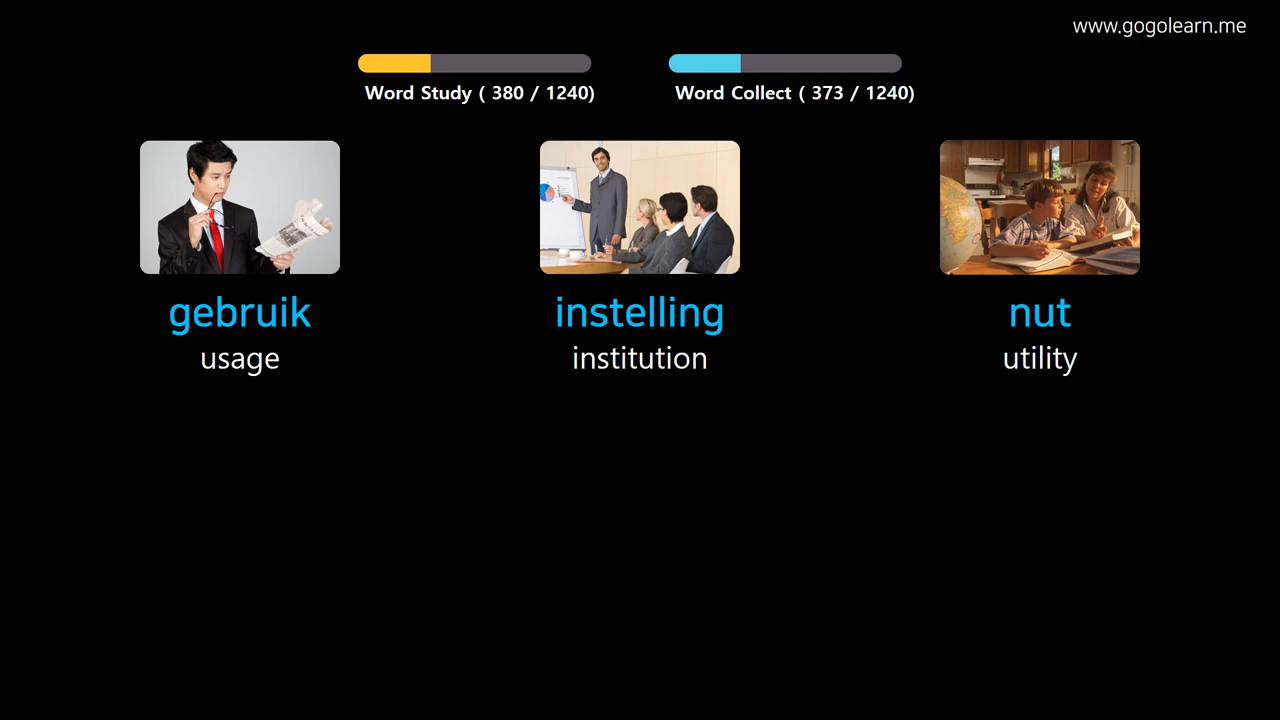 www.gogolearn.me
Word Study ( 380 / 1240)
Word Collect ( 373 / 1240)
gebruik
usage
instelling
institution
nut
utility